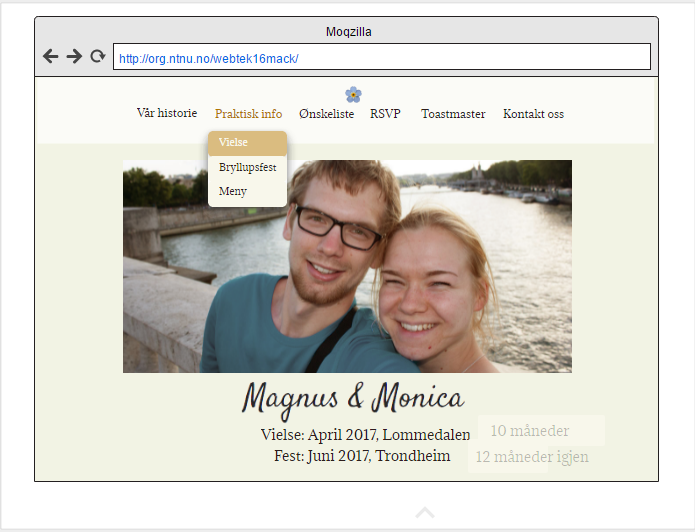 Moqzilla
http://org.ntnu.no/webtek16mack/
Vår historie Praktisk info Ønskeliste RSVP Toastmaster Kontakt oss
Vielse
Bryllupsfest
Meny
Magnus & Monica
Vielse: April 2017, Lommedalen
10 måneder
Fest: Juni 2017, Trondheim
12 måneder igjen